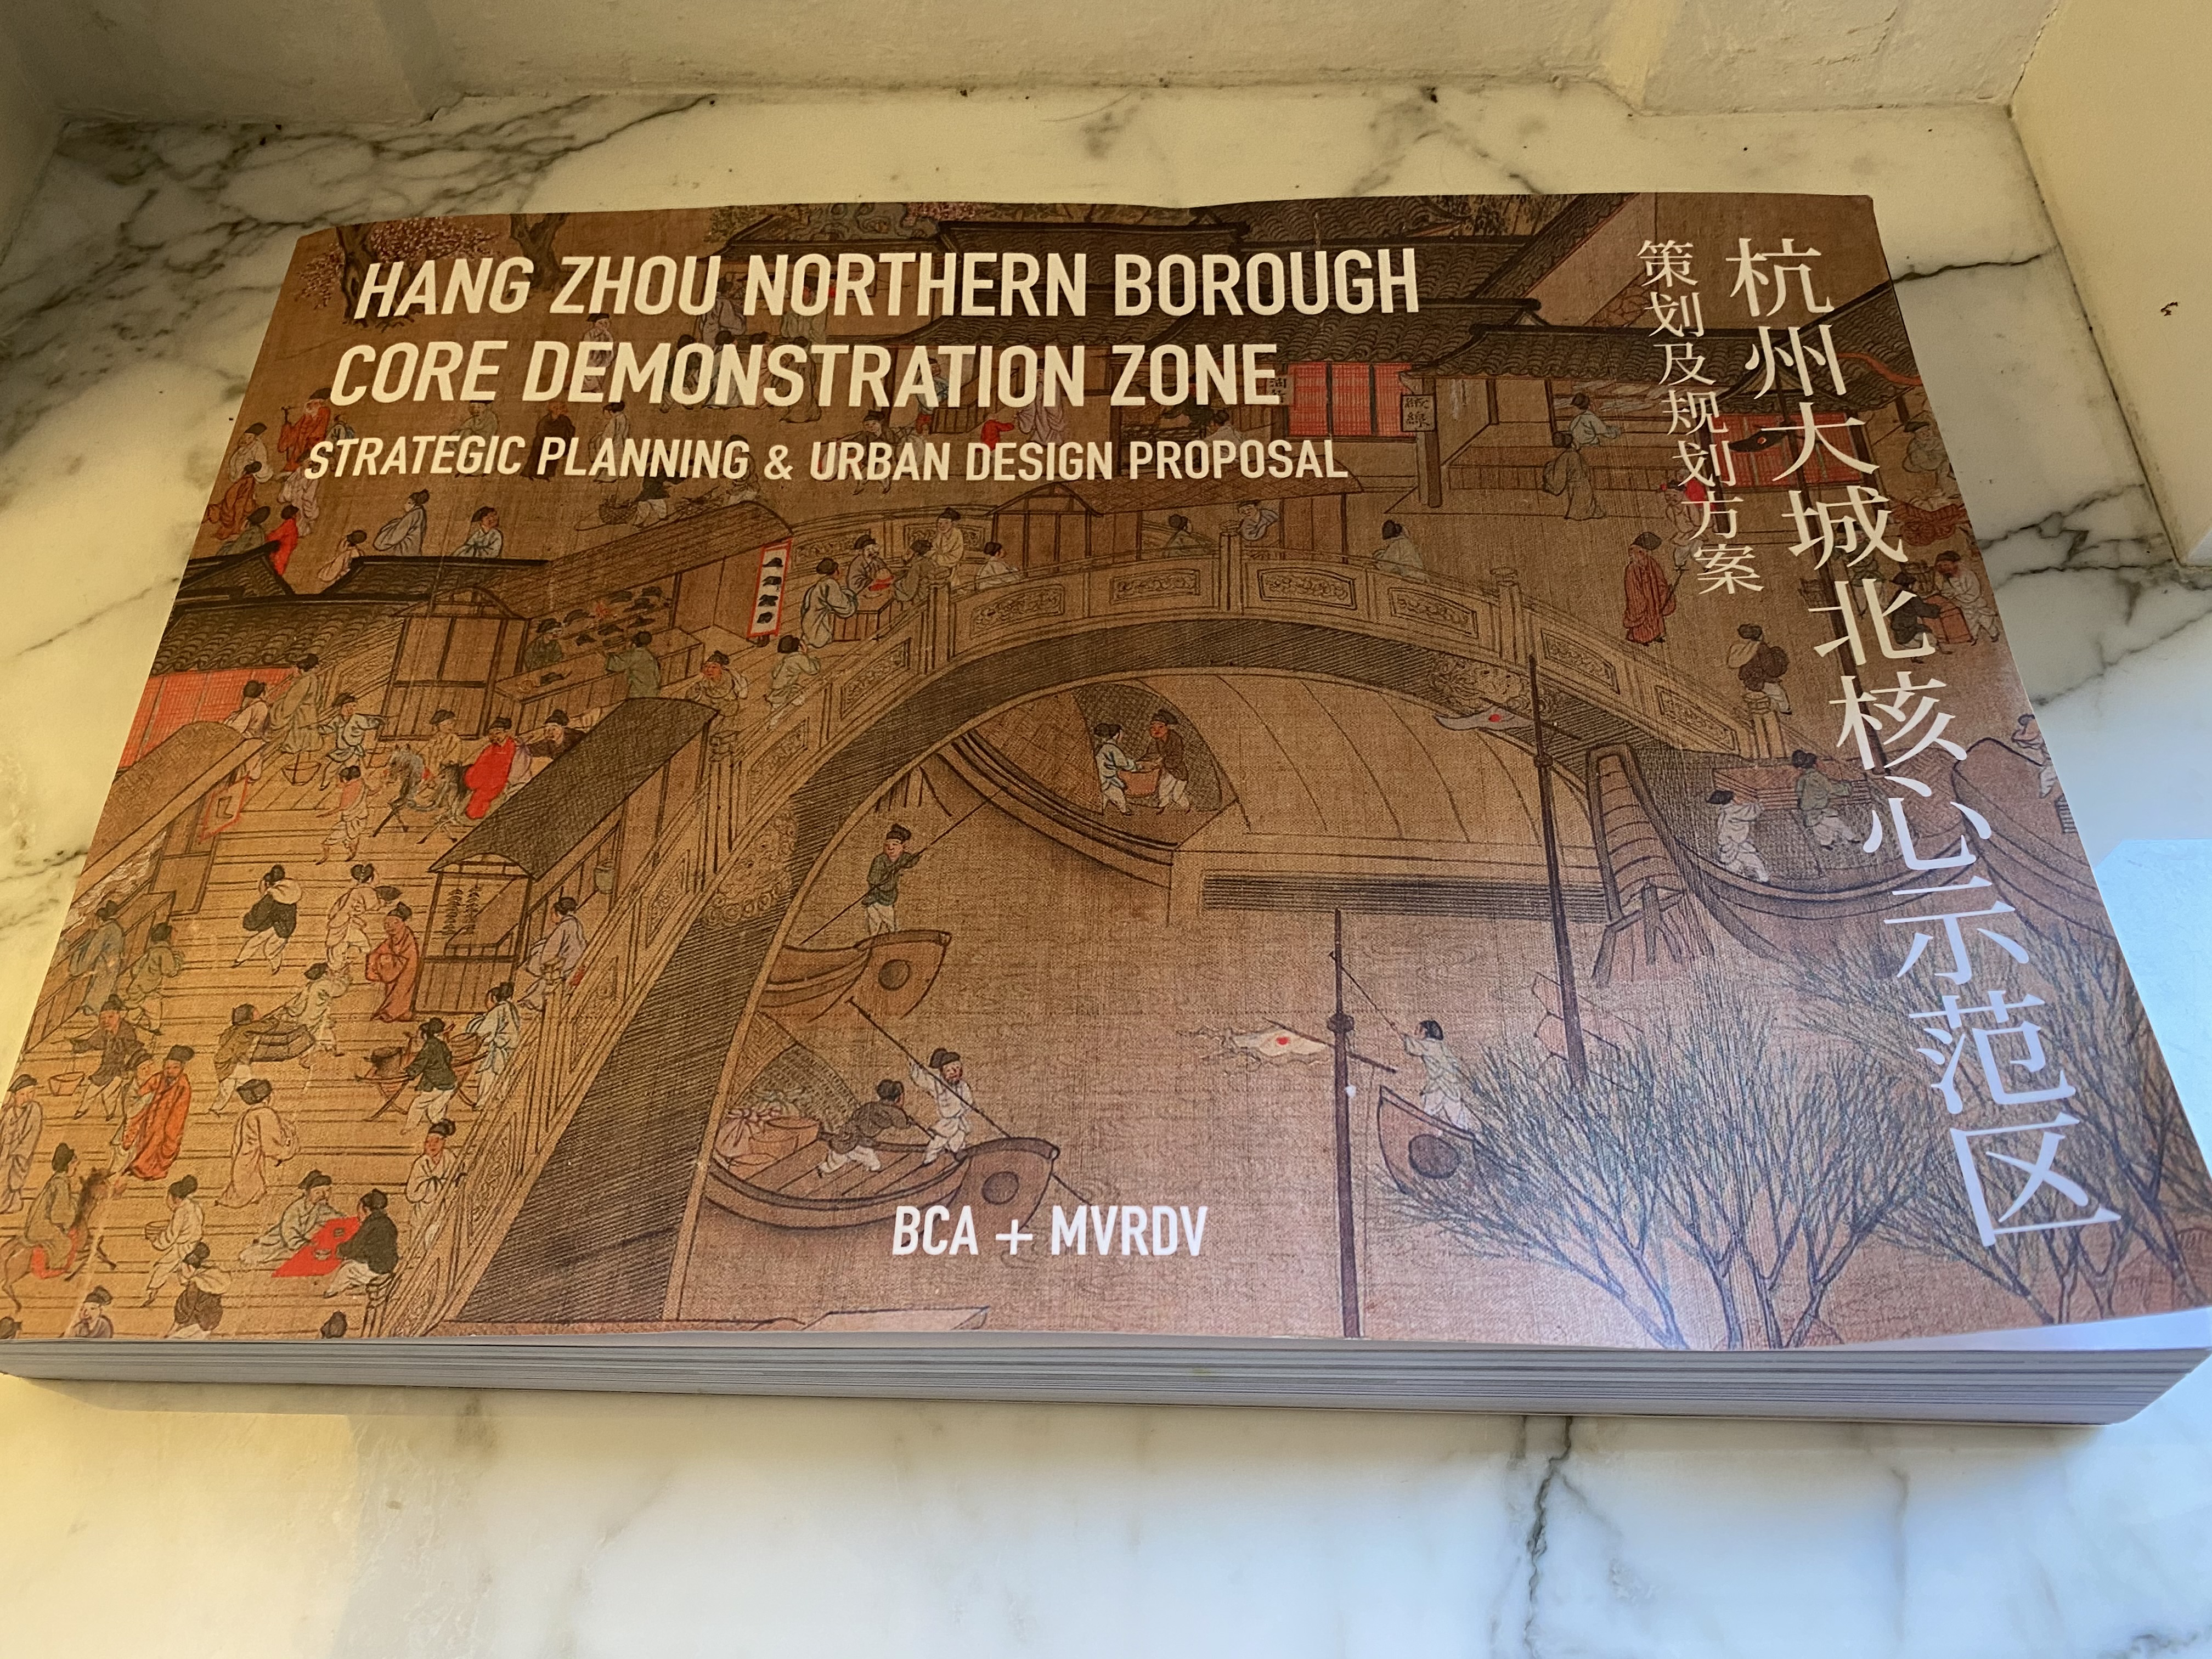 HANG ZHOU NORTHERN BOROUGH
CORE DEMONSTRATION ZONE
STRATEGIC PLANNING & URBAN DESIGN PROPOSAL
杭州大城北核心示范区
策划及规划方案
BCA + MVRDV